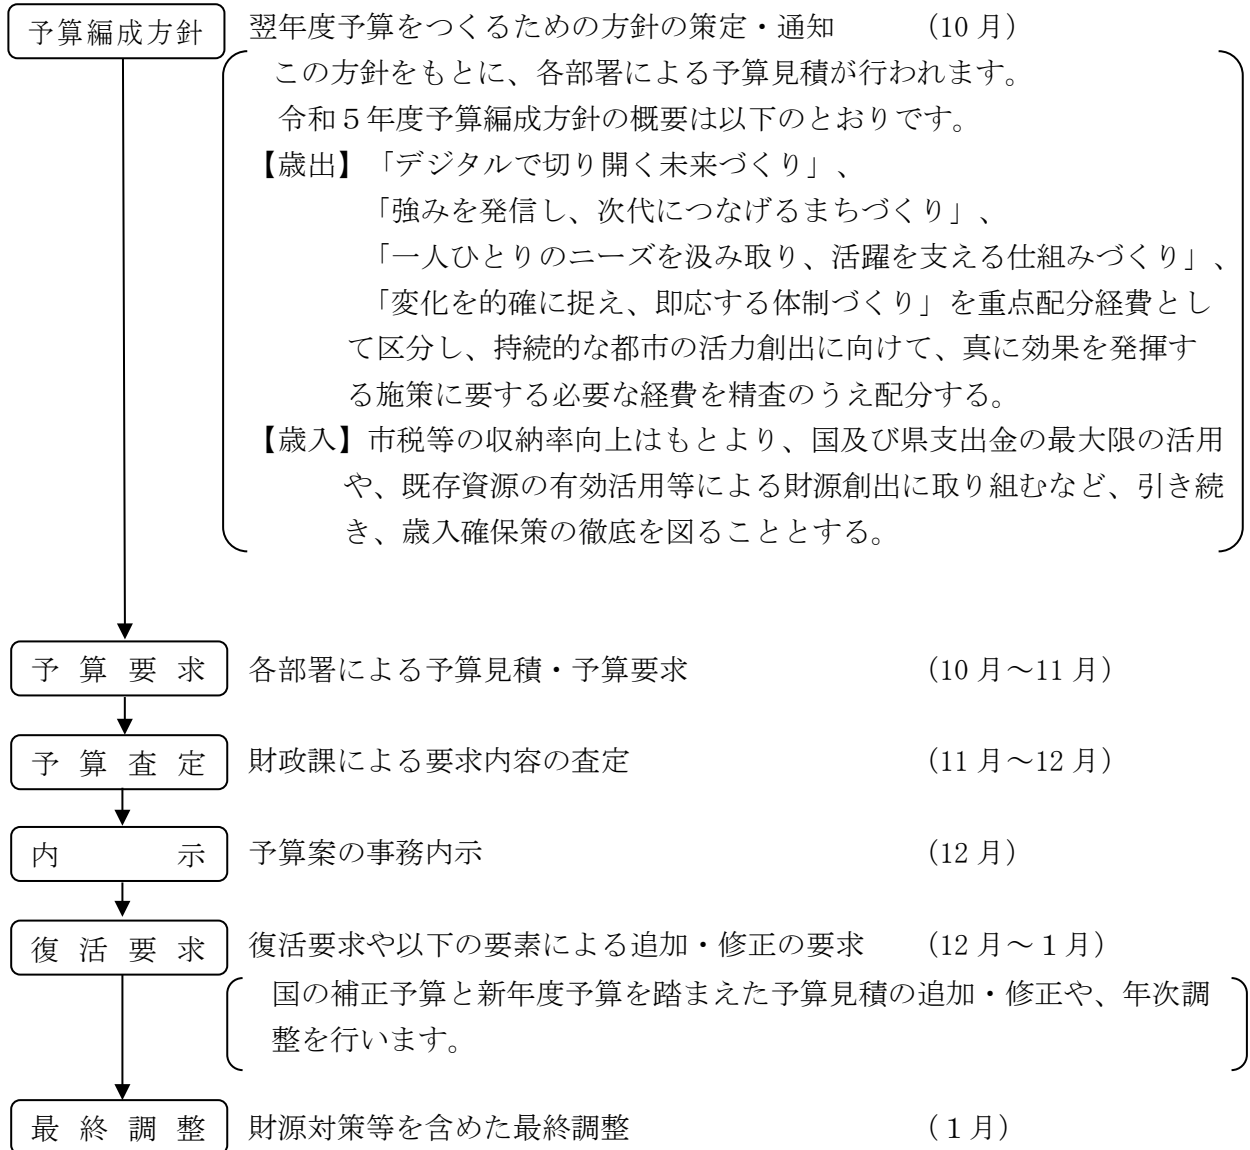 予算編成方針 翌年度予算をつくるための方針の策定・通知 （10 月）
この方針をもとに、各部署による予算見積が行われます。
令和５年度予算編成方針の概要は以下のとおりです。
【歳出】「デジタルで切り開く未来づくり」、
「強みを発信し、次代につなげるまちづくり」、
「一人ひとりのニーズを汲み取り、活躍を支える仕組みづくり」、
「変化を的確に捉え、即応する体制づくり」を重点配分経費とし
て区分し、持続的な都市の活力創出に向けて、真に効果を発揮す
る施策に要する必要な経費を精査のうえ配分する。
【歳入】市税等の収納率向上はもとより、国及び県支出金の最大限の活用
や、既存資源の有効活用等による財源創出に取り組むなど、引き続
き、歳入確保策の徹底を図ることとする。
予 算 要 求 各部署による予算見積・予算要求 （10 月～11 月）
予 算 査 定 財政課による要求内容の査定 （11 月～12 月）
内 示 予算案の事務内示 （12 月）
復 活 要 求 復活要求や以下の要素による追加・修正の要求 （12 月～１月）
国の補正予算と新年度予算を踏まえた予算見積の追加・修正や、年次調
整を行います。
最 終 調 整 財源対策等を含めた最終調整 （１月）